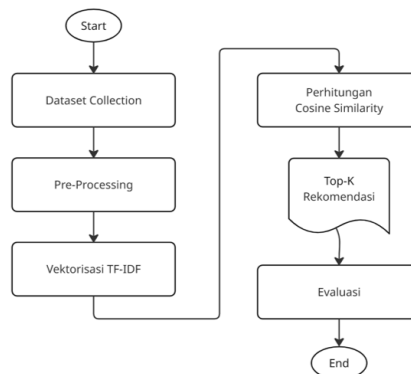 Start
Dataset Collection
Pre-Processing
Vektorisasi TF-IDF
Perhitungan
Cosine Similarity
Top-K
Rekomendasi
Evaluasi
End